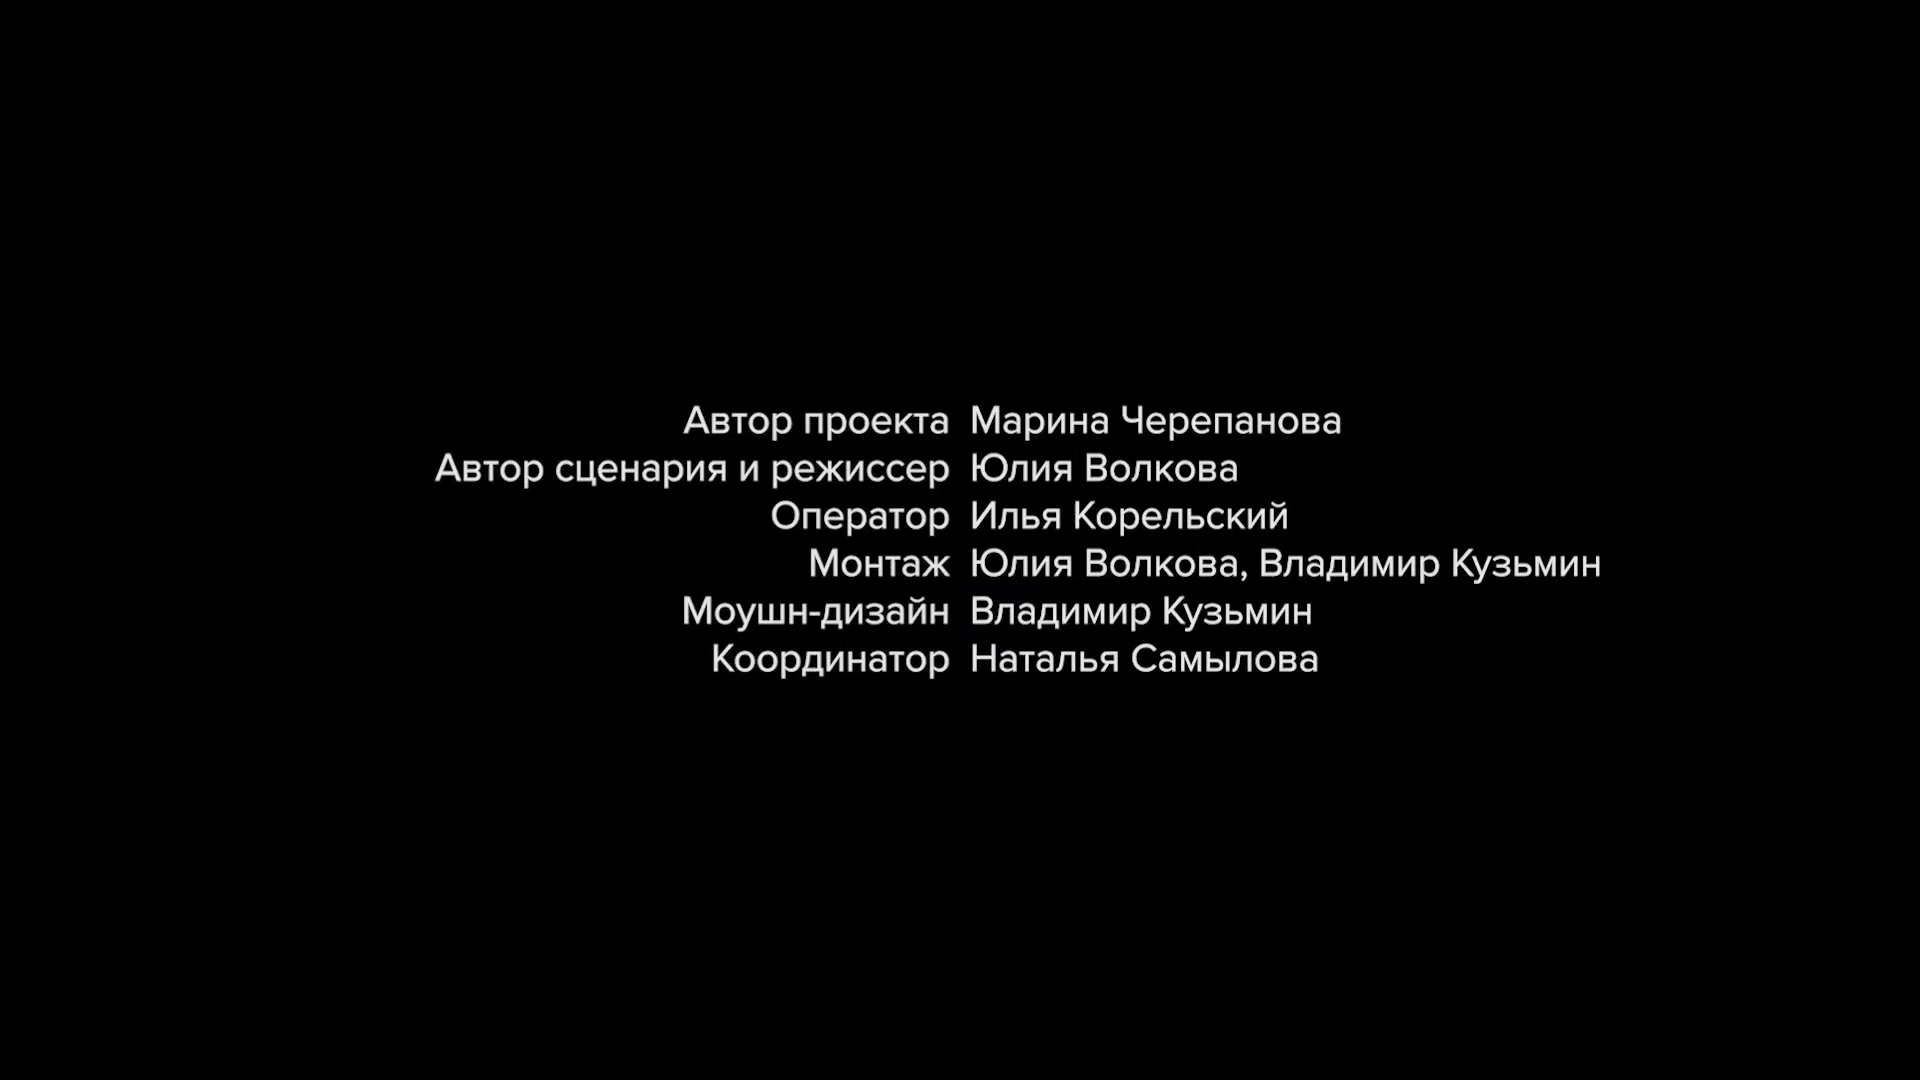 Автор проекта Марина Черепанова
Автор сценария и режиссер Юлия Волкова
Оператор Илья Корельский
Монтаж Юлия Волкова, Владимир Кузьмин
Моушн-дизайн Владимир Кузьмин
Координатор Наталья Самылова